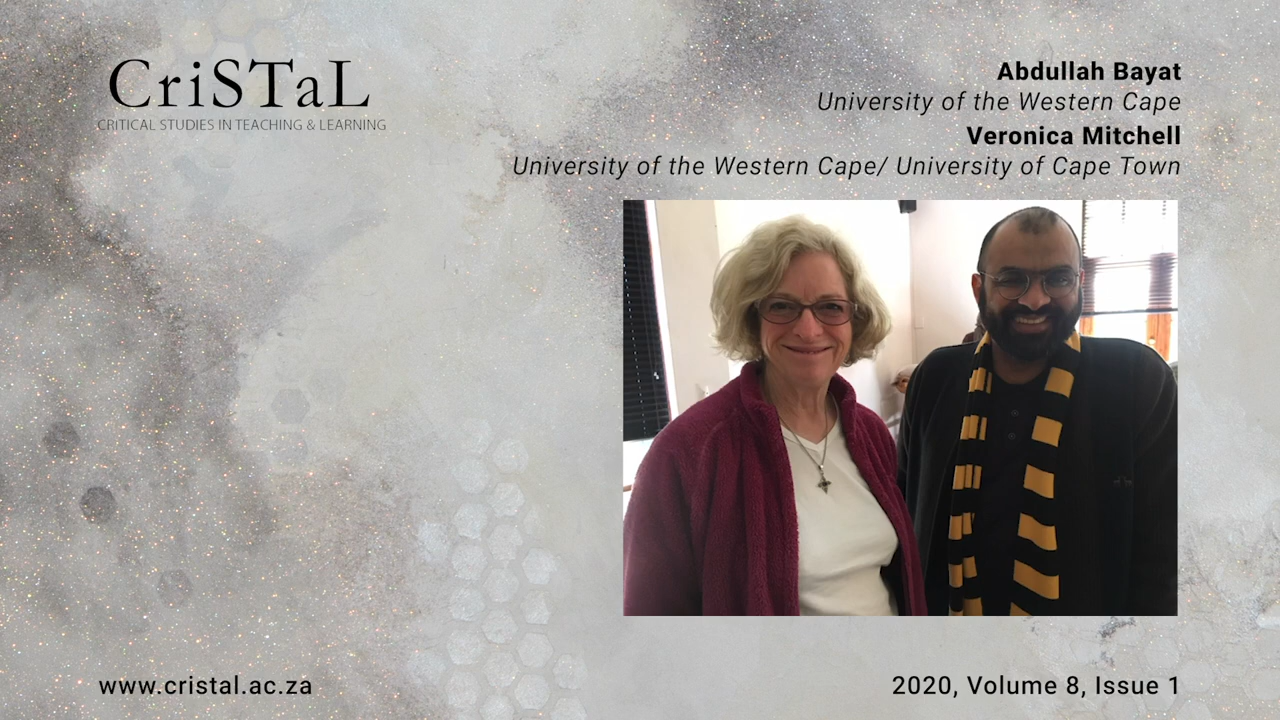 CriSTaL
CRITICAL STUDIES IN TEACHING & LEARNING
Abdullah Bayat
University of the Western Cape
Veronica Mitchell
University of the Western Cape/ University of Cape Town
www.cristal.ac.za
2020, Volume 8, Issue 1